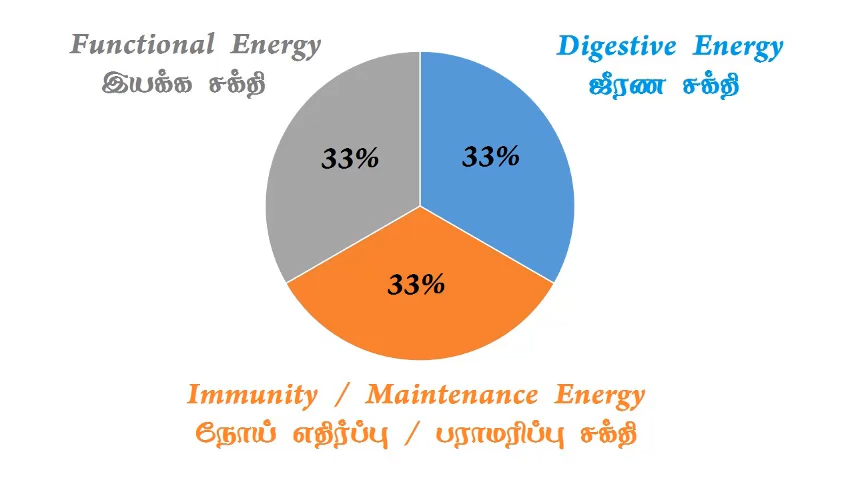 Functional Energy
இயக்க சக்தி
Digestive Energy
ஜீரண சக்தி
33%
33%
33%
Immunity / Maintenance Energy
நோய் எதிர்ப்பு / பராமரிப்பு சக்தி